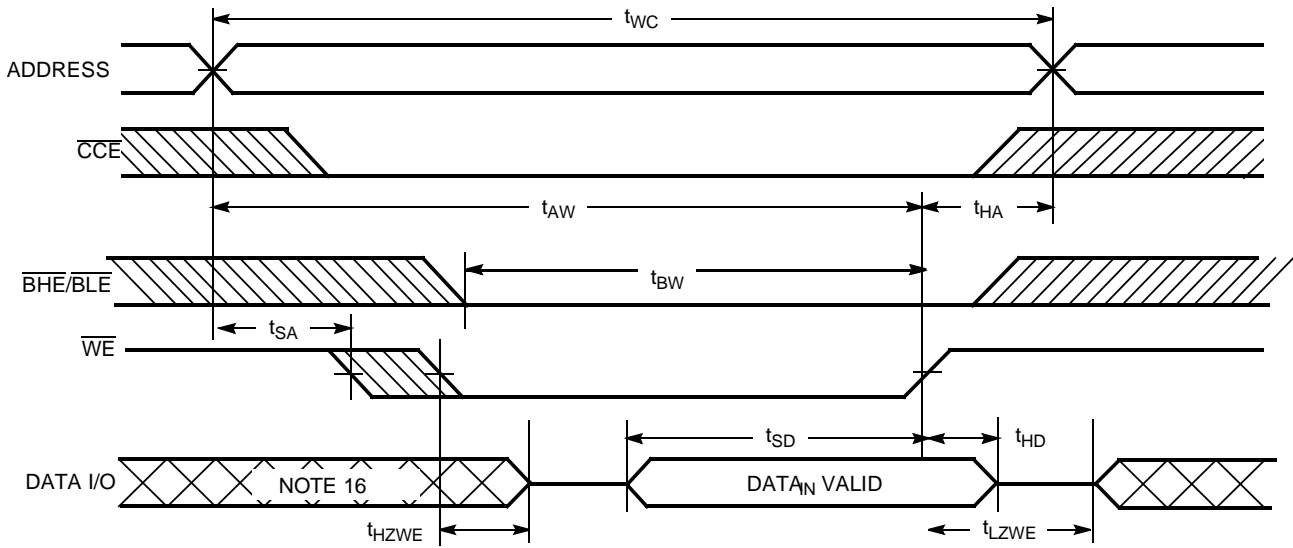 tWC
ADDRESS
CCE
tAW
tHA
BHE/BLE
tBW
tSA
WE
tSD
tHD
DATA I/O
NOTE 16
DATAIN VALID
tHZWE
tLZWE